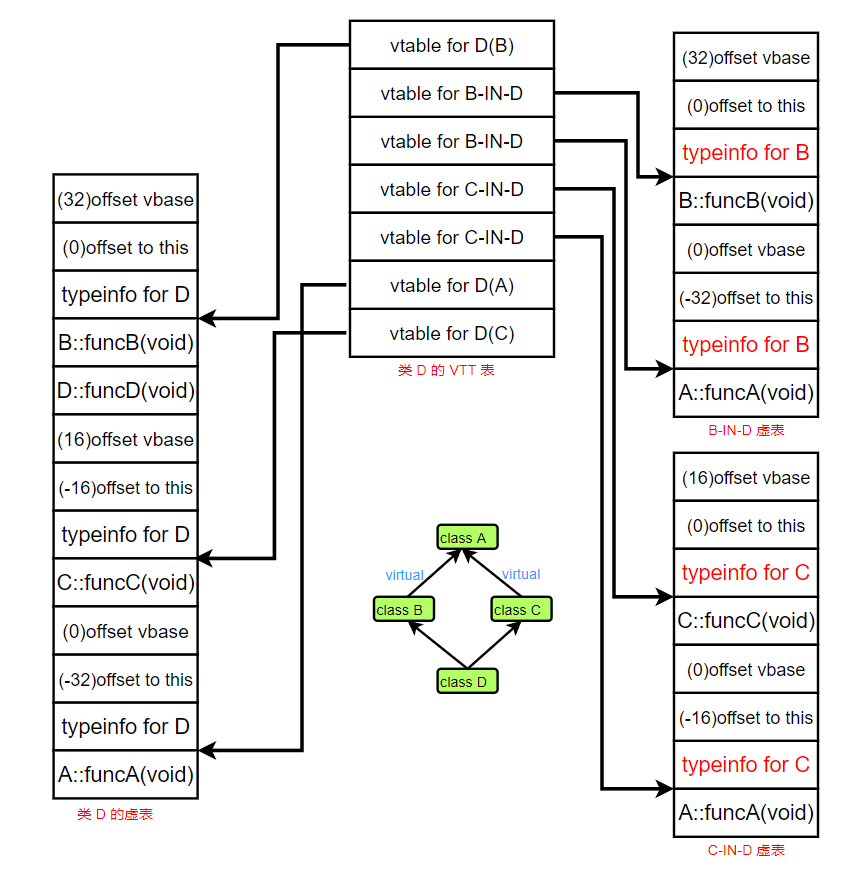 vtable for D(B)
vtable for B-IN-D
vtable for B-IN-D
vtable for C-IN-D
vtable for C-IN-D
vtable for D(A)
vtable for D(C)
类 D 的 VTT 表
(32)offset vbase
(0)offset to this
typeinfo for D
B::funcB(void)
D::funcD(void)
(16)offset vbase
(-16)offset to this
typeinfo for D
C::funcC(void)
(0)offset vbase
(-32)offset to this
typeinfo for D
A::funcA(void)
类 D 的虚表
(32)offset vbase
(0)offset to this
typeinfo for B
B::funcB(void)
(0)offset vbase
(-32)offset to this
typeinfo for B
A::funcA(void)
B-IN-D 虚表
(16)offset vbase
(0)offset to this
typeinfo for C
C::funcC(void)
(0)offset vbase
(-16)offset to this
typeinfo for C
A::funcA(void)
C-IN-D 虚表
class A
virtual
virtual
class B
class C
class D